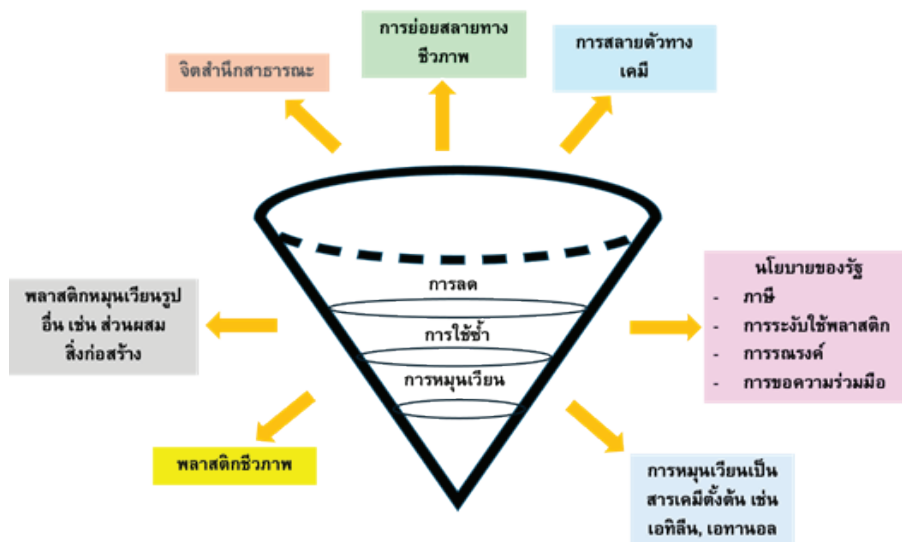 การย่อยสลายทาง
ชีวภาพ
การสลายตัวทาง
เคมี
จิตสำนึกสาธารณะ
การลด
การใช้ซ้ำ
การหมุนเวียน
พลาสติกหมุนเวียนรูป
อื่น เช่น ส่วนผสม
สิ่งก่อสร้าง
นโยบายของรัฐ
- ภาษี
- การระงับใช้พลาสติก
- การรณรงค์
- การขอความร่วมมือ
พลาสติกชีวภาพ
การหมุนเวียนเป็น
สารเคมีตั้งต้น เช่น
เอทิลีน, เอทานอล